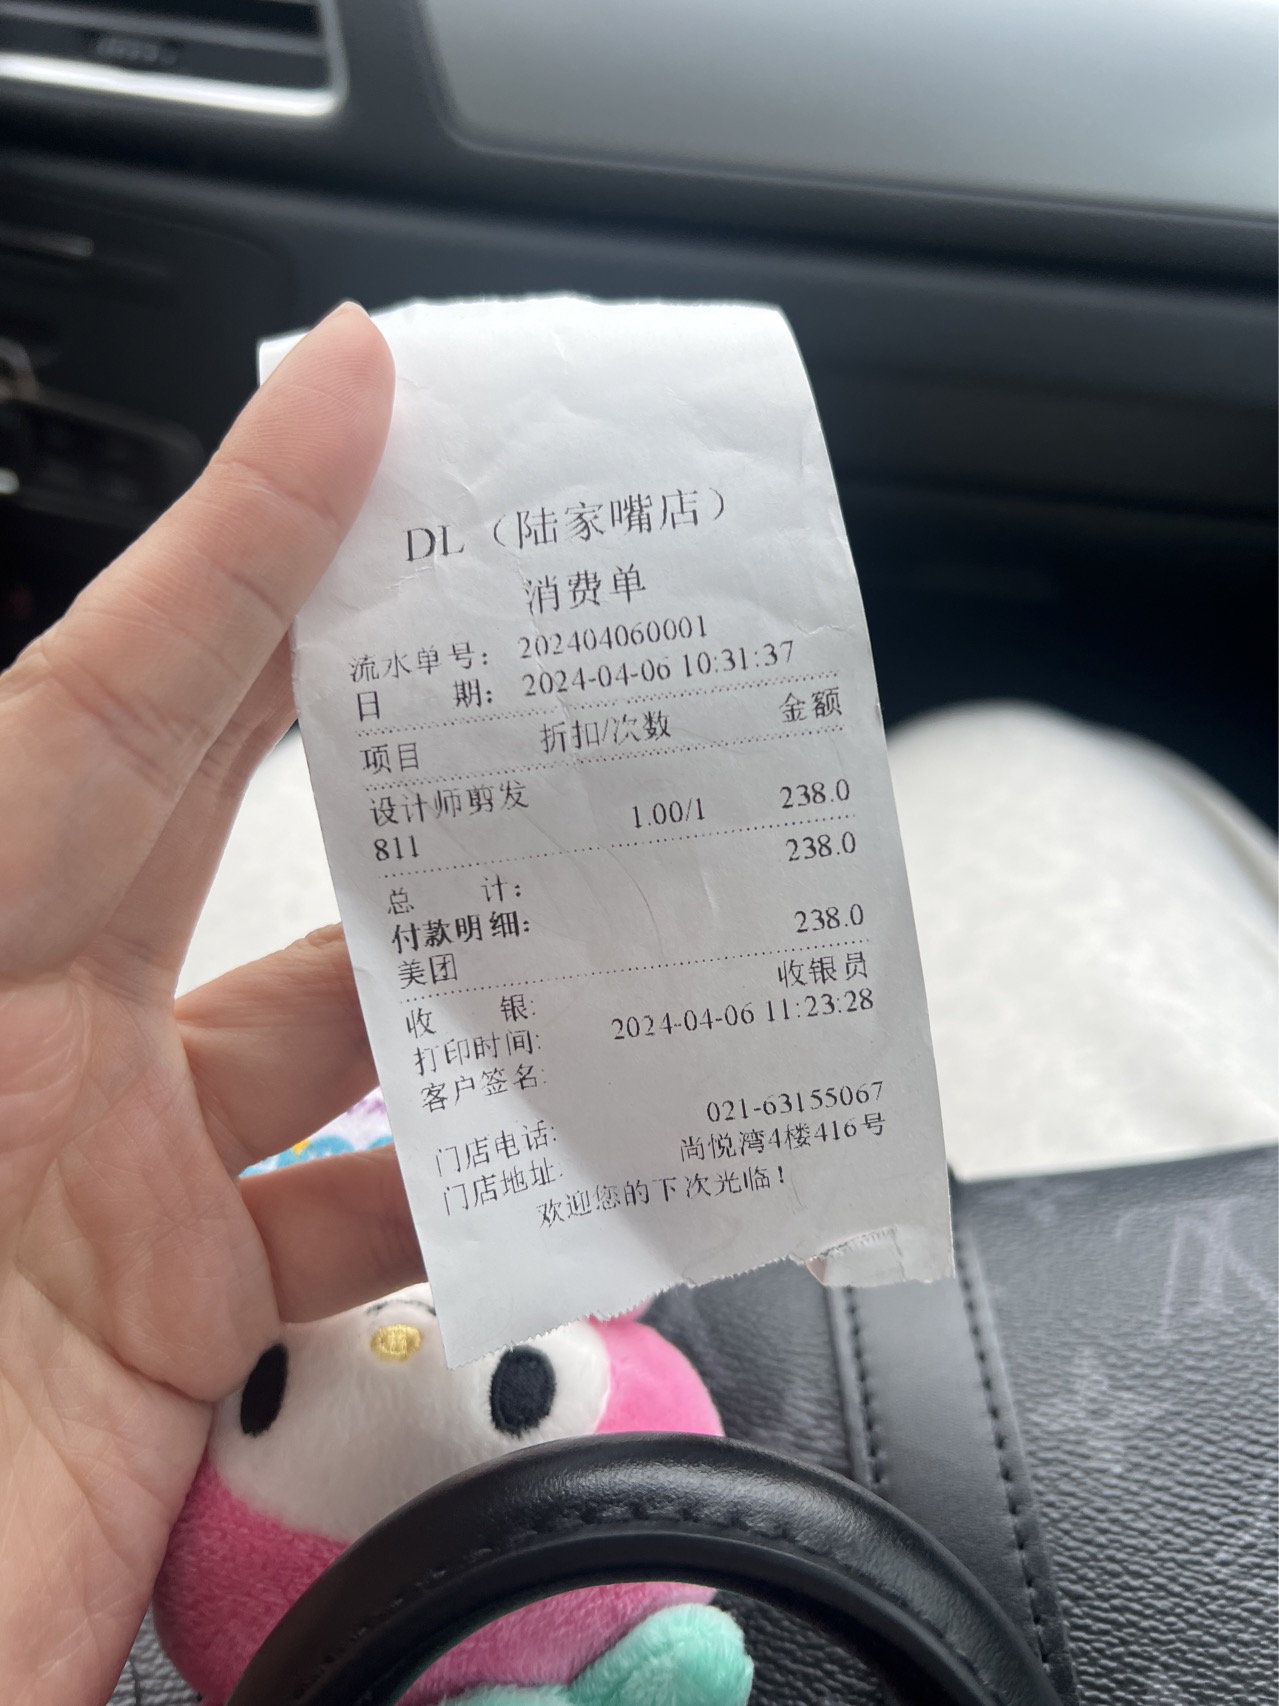 DL（陆家嘴店）
消费单
流水单号： 202404060001
日 期： 2024-04-06 10:31:37
项目 折扣/次数 金额
设计师剪发
811 1.00/1 238.0
总 计： 238.0
付款明细：
美团 238.0
收 银: 收银员
打印时间: 2024-04-06 11:23:28
客户签名:
门店电话: 021-63155067
门店地址: 尚悦湾4楼416号
欢迎您的下次光临！